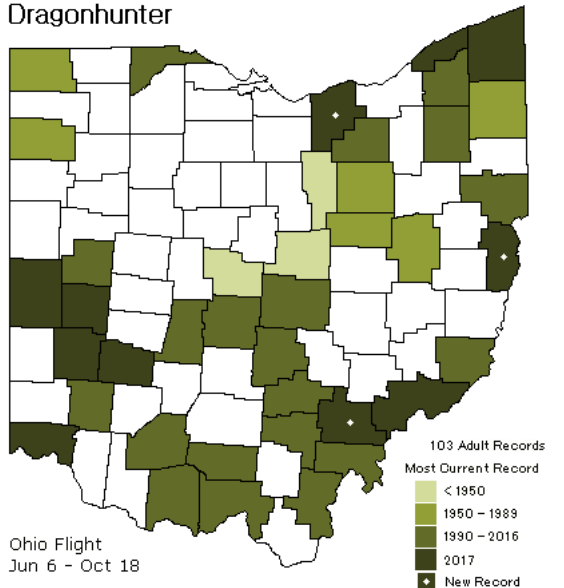 Dragonhunter
103 Adult Records
Most Current Record
< 1950
1950 – 1989
1990 – 2016
2017
New Record
Ohio Flight
Jun 6 - Oct 18